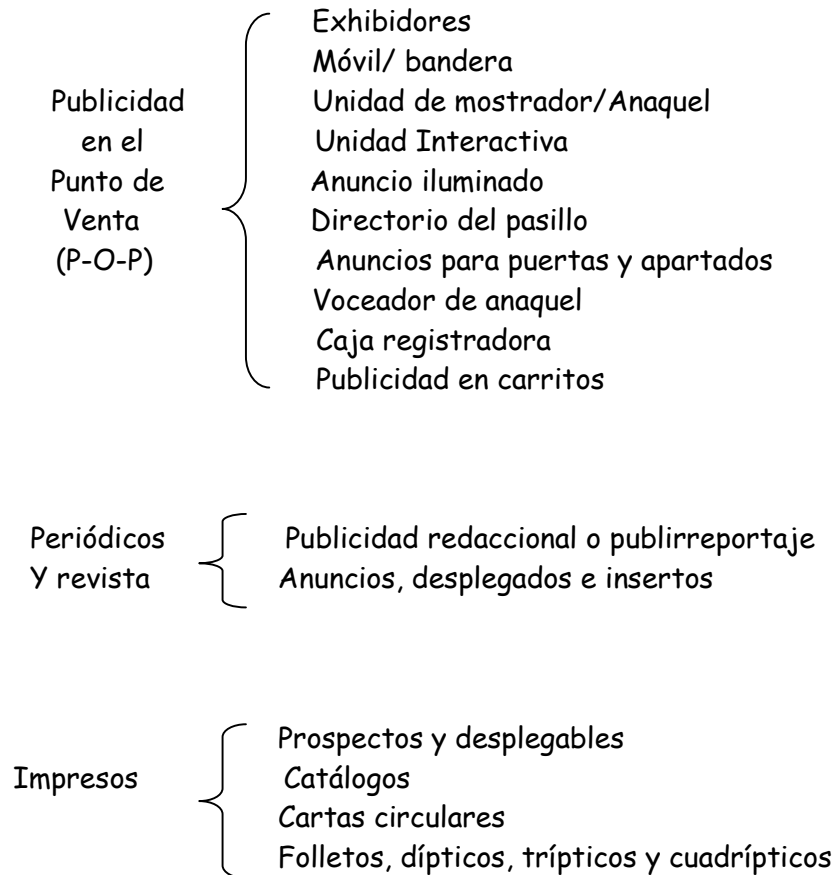 Publicidad
en el
Punto de
Venta
(P-O-P)
Exhibidores
Móvil/ bandera
Unidad de mostrador/Anaquel
Unidad Interactiva
Anuncio iluminado
Directorio del pasillo
Anuncios para puertas y apartados
Voceador de anaquel
Caja registradora
Publicidad en carritos
Periódicos
Y revista
Publicidad redaccional o publirreportaje
Anuncios, desplegados e insertos
Impresos
Prospectos y desplegables
Catálogos
Cartas circulares
Folletos, dípticos, trípticos y cuadrípticos